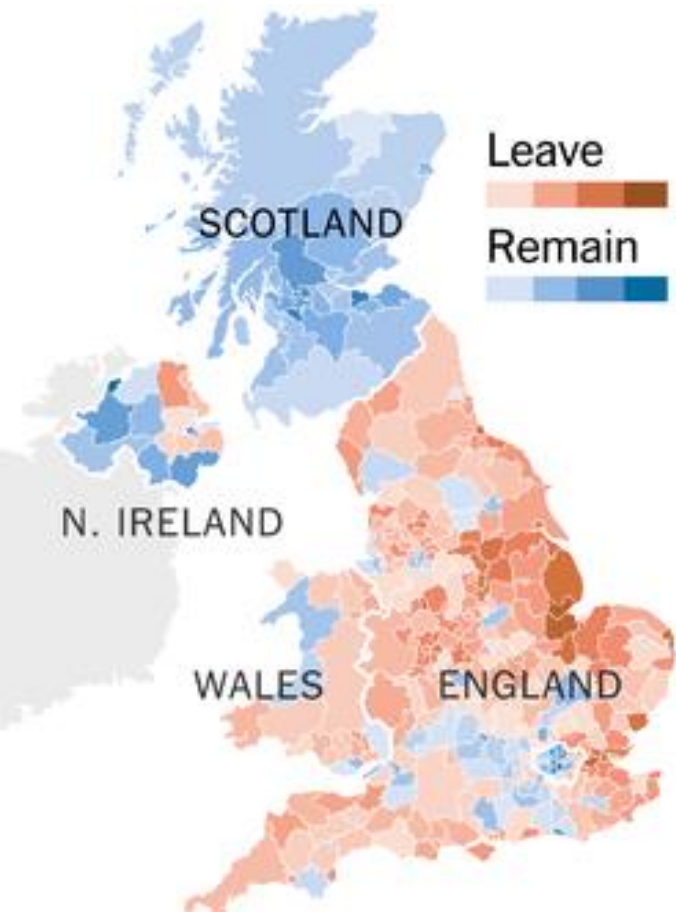 Leave
Remain
SCOTLAND
N. IRELAND
WALES
ENGLAND